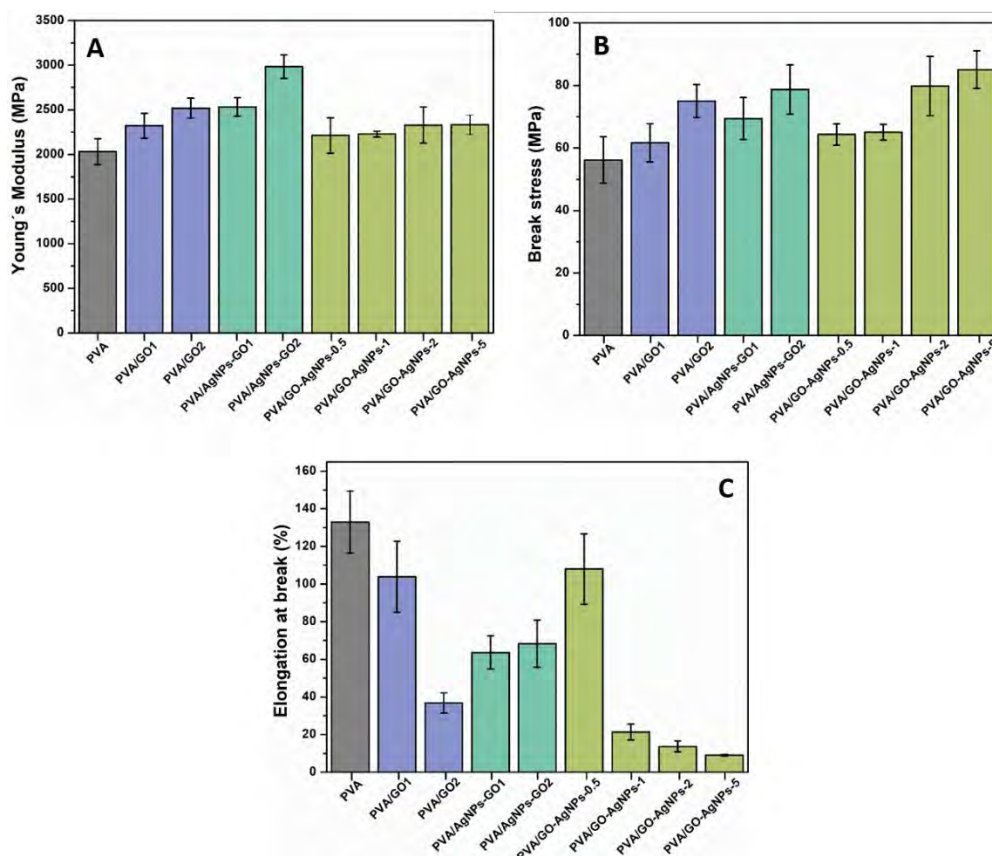 A
Young´s Modulus (MPa)
3500
3000
2500
2000
1500
1000
500
0
PVA
PVA/GO1
PVA/GO2
PVA/AgNPs-GO1
PVA/AgNPs-GO2
PVA/GO-AgNPs-0.5
PVA/GO-AgNPs-1
PVA/GO-AgNPs-2
PVA/GO-AgNPs-5
B
Break stress (MPa)
100
80
60
40
20
0
PVA
PVA/GO1
PVA/GO2
PVA/AgNPs-GO1
PVA/AgNPs-GO2
PVA/GO-AgNPs-0.5
PVA/GO-AgNPs-1
PVA/GO-AgNPs-2
PVA/GO-AgNPs-5
C
Elongation at break (%)
160
140
120
100
80
60
40
20
0
PVA
PVA/GO1
PVA/GO2
PVA/AgNPs-GO1
PVA/AgNPs-GO2
PVA/GO-AgNPs-0.5
PVA/GO-AgNPs-1
PVA/GO-AgNPs-2
PVA/GO-AgNPs-5